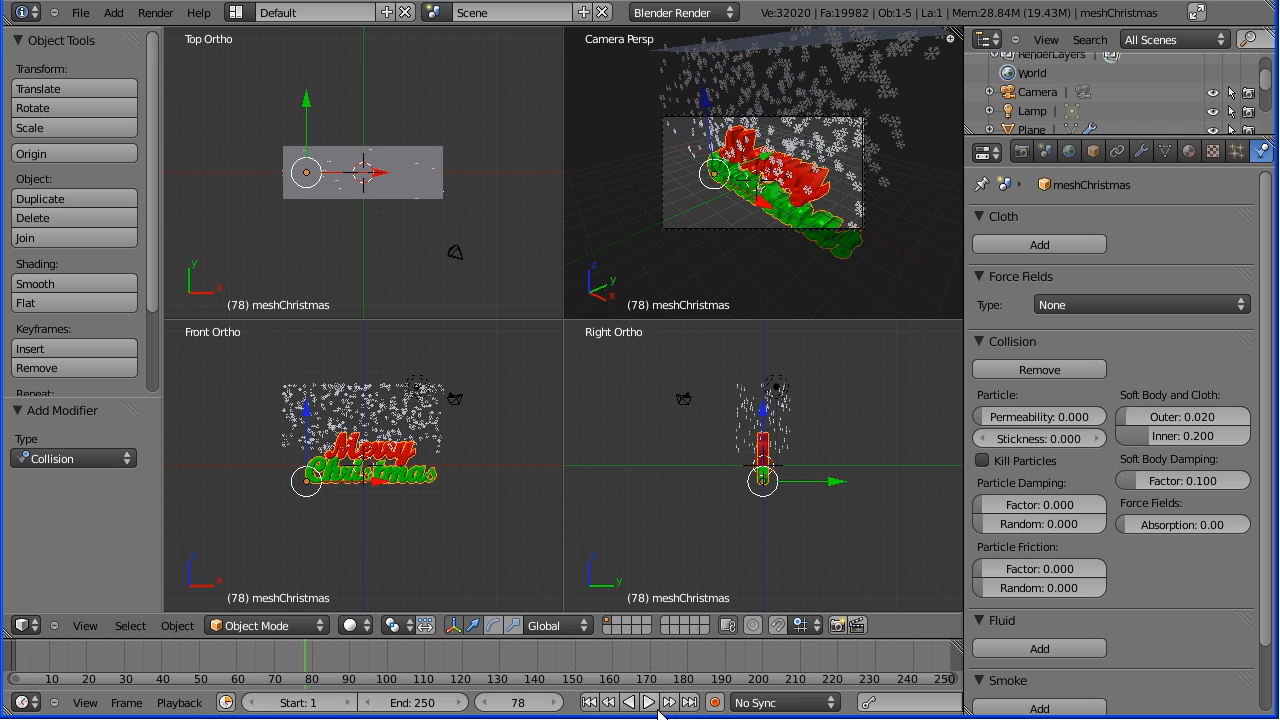 File Add Render Help Default Scene Blender Render Ve:32020 | Fa:19982 | Ob:1-5 | La:1 | Mem:28.84M (19.43M) | meshChristmas
Object Tools
Transform:
Translate
Rotate
Scale
Origin
Object:
Duplicate
Delete
Join
Shading:
Smooth
Flat
Keyframes:
Insert
Remove
Repeat:
Add Modifier
Type
Collision
Top Ortho
y
x
(78) meshChristmas
Camera Persp
z
y
x
(78) meshChristmas
Front Ortho
Merry
Christmas
z
x
(78) meshChristmas
Right Ortho
z
y
(78) meshChristmas
View Select Object Object Mode Global
10 20 30 40 50 60 70 80 90 100 110 120 130 140 150 160 170 180 190 200 210 220 230 240 250
View Frame Playback Start: 1 End: 250 78 No Sync
View Search All Scenes
RenderLayers
World
Camera
Lamp
Plane
meshChristmas
Cloth
Add
Force Fields
Type: None
Collision
Remove
Particle:
Permeability: 0.000
Stickness: 0.000
Kill Particles
Particle Damping:
Factor: 0.000
Random: 0.000
Particle Friction:
Factor: 0.000
Random: 0.000
Soft Body and Cloth:
Outer: 0.020
Inner: 0.200
Soft Body Damping:
Factor: 0.100
Force Fields:
Absorption: 0.00
Fluid
Add
Smoke
Add